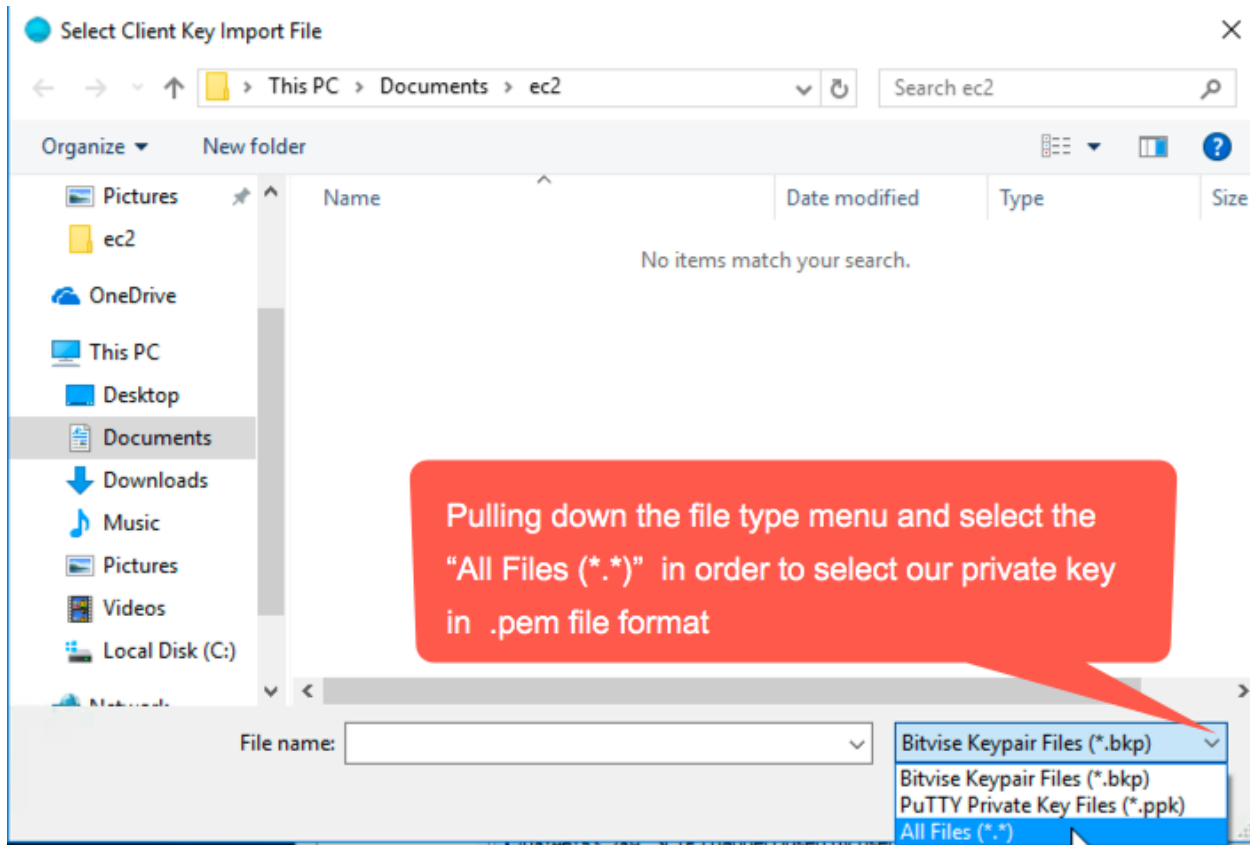 Select Client Key Import File
This PC > Documents > ec2
Search ec2
Organize
New folder
Name
Date modified
Type
Size
Pictures
ec2
OneDrive
This PC
Desktop
Documents
Downloads
Music
Pictures
Videos
Local Disk (C:)
No items match your search.
Pulling down the file type menu and select the
“All Files (*.*)” in order to select our private key
in .pem file format
File name:
Bitvise Keypair Files (*.bkp)
Bitvise Keypair Files (*.bkp)
PuTTY Private Key Files (*.ppk)
All Files (*.*)